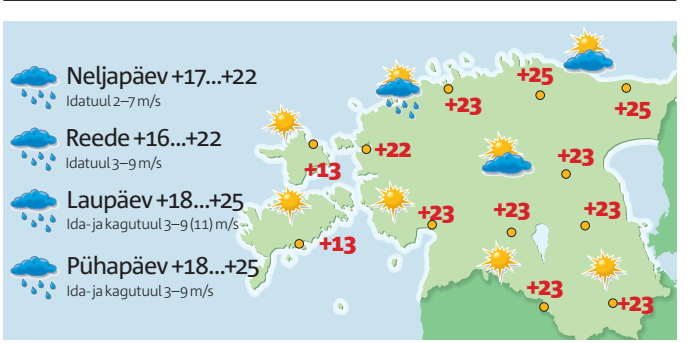 Neljapäev +17...+22
Idatuul 2–7 m/s
Reede +16...+22
Idatuul 3–9 m/s
Laupäev +18...+25
Ida- ja kagutuul 3–9 (11) m/s
Pühapäev +18...+25
Ida- ja kagutuul 3–9 m/s
+25
+23
+25
+22
+13
+23
+23
+23
+23
+13
+23
+23